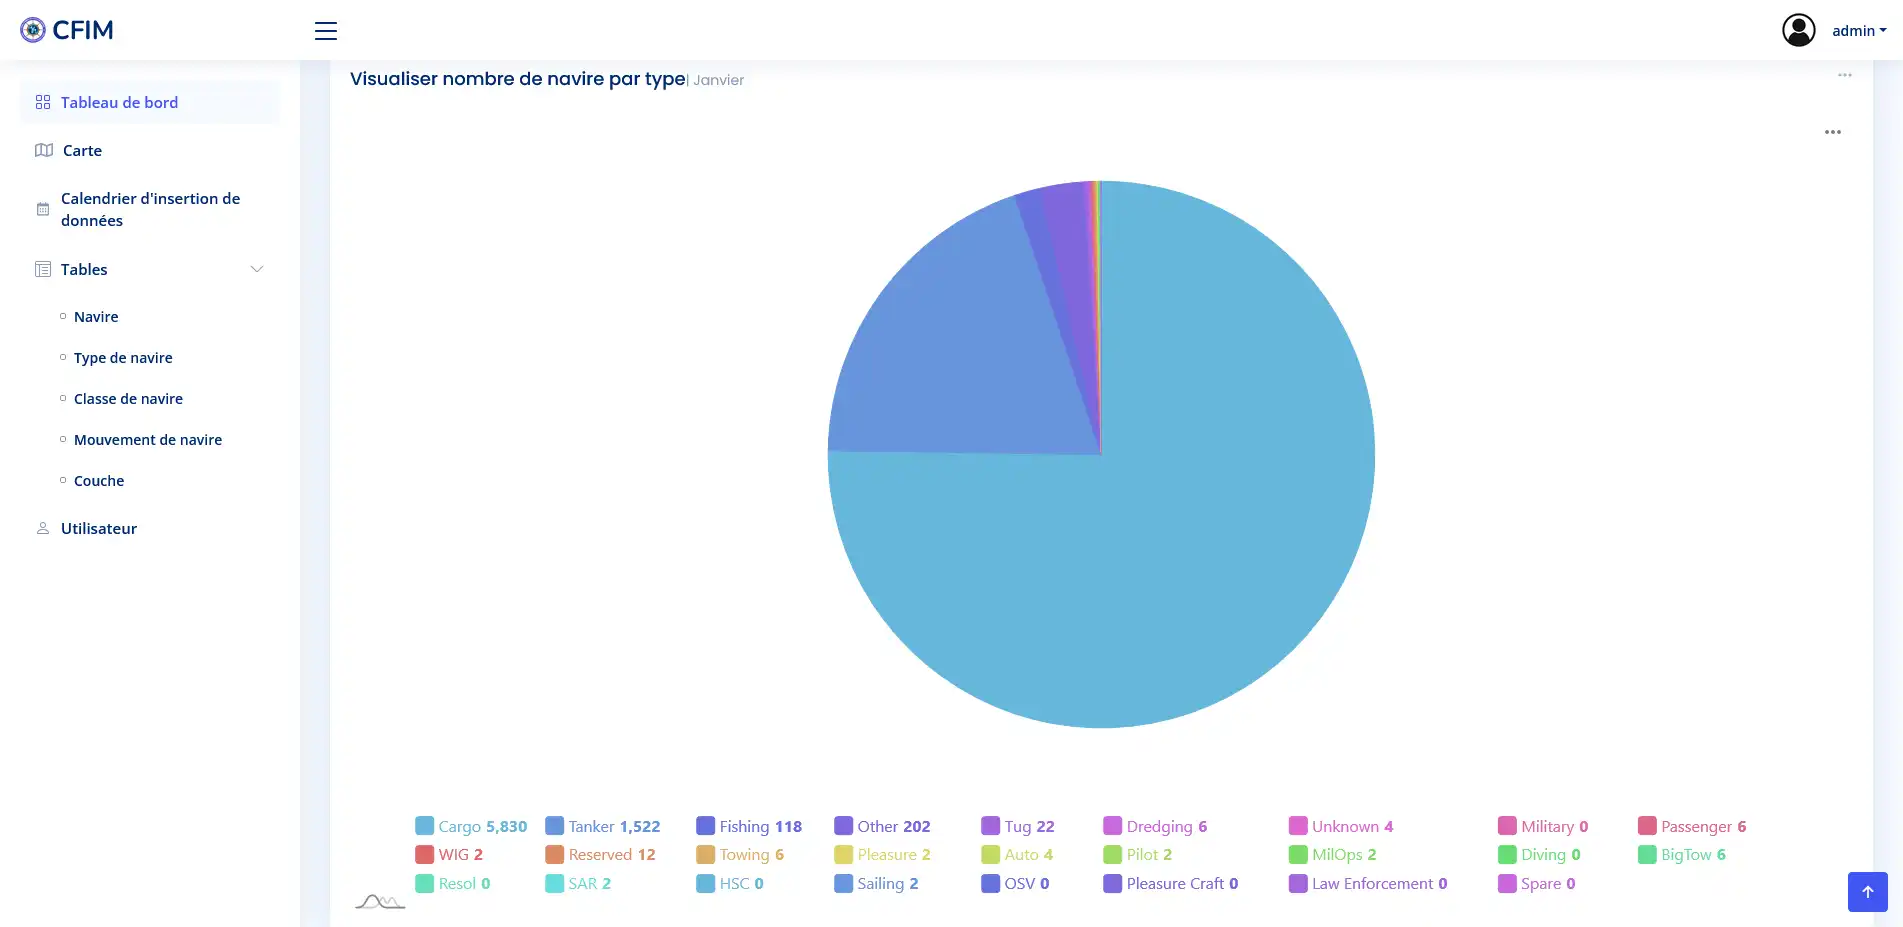 CFIM
admin
Tableau de bord
Carte
Calendrier d'insertion de
données
Tables
Navire
Type de navire
Classe de navire
Mouvement de navire
Couche
Utilisateur
Visualiser nombre de navire par type| Janvier
Cargo 5,830 Tanker 1,522 Fishing 118 Other 202 Tug 22 Dredging 6 Unknown 4 Military 0 Passenger 6
WIG 2 Reserved 12 Towing 6 Pleasure 2 Auto 4 Pilot 2 MilOps 2 Diving 0 BigTow 6
Resol 0 SAR 2 HSC 0 Sailing 2 OSV 0 Pleasure Craft 0 Law Enforcement 0 Spare 0